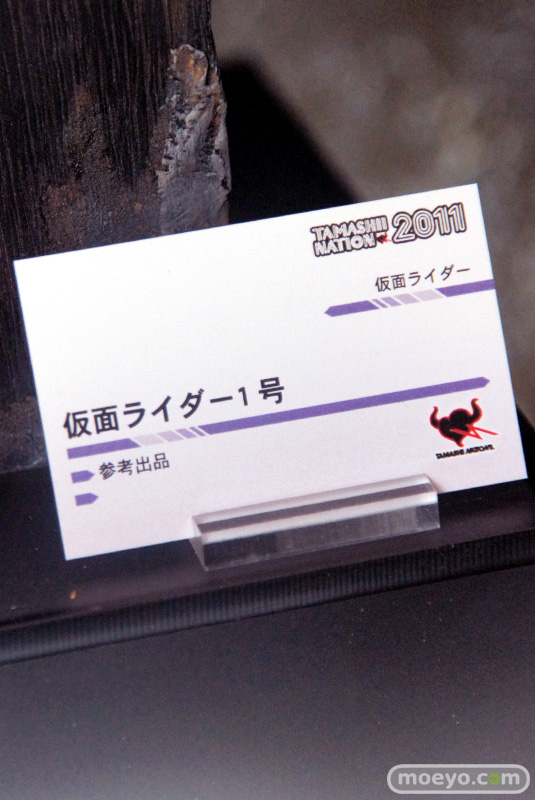 TAMASHII
NATION 2011
仮面ライダー
仮面ライダー1号
参考出品
TAMASHII NATIONS
moeyo.com